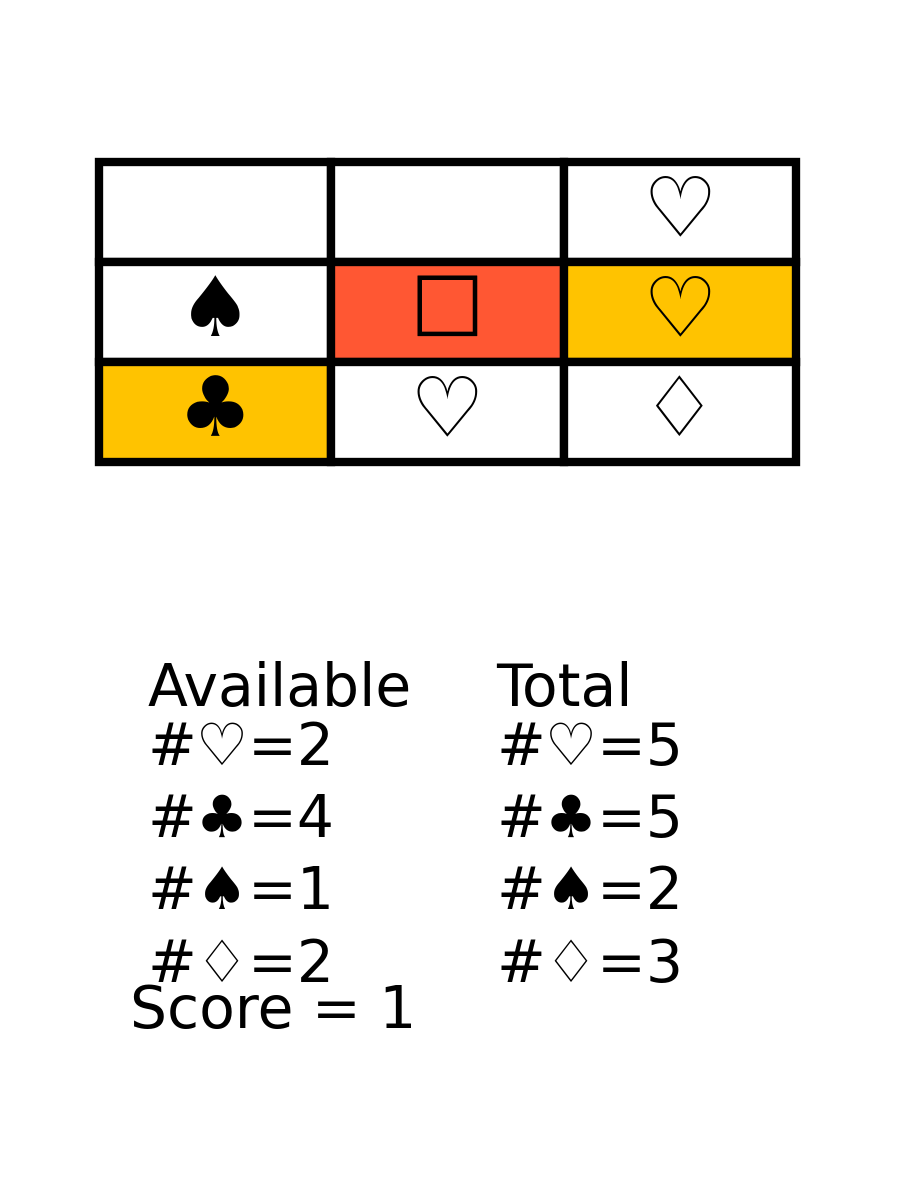 ♡
♠ □ ♡
♣ ♡ ♢
Available Total
#♡=2 #♡=5
#♣=4 #♣=5
#♠=1 #♠=2
#♢=2 #♢=3
Score = 1